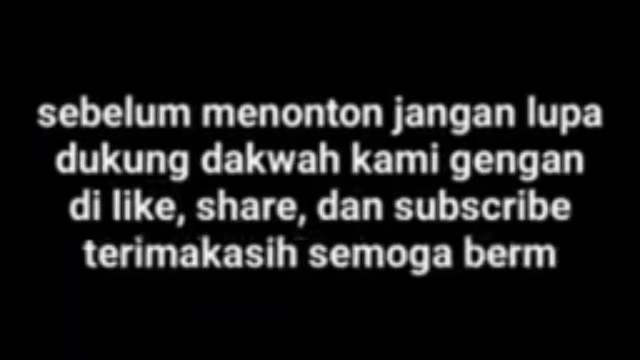 sebelum menonton jangan lupa
dukung dakwah kami gengan
di like, share, dan subscribe
terimakasih semoga berm